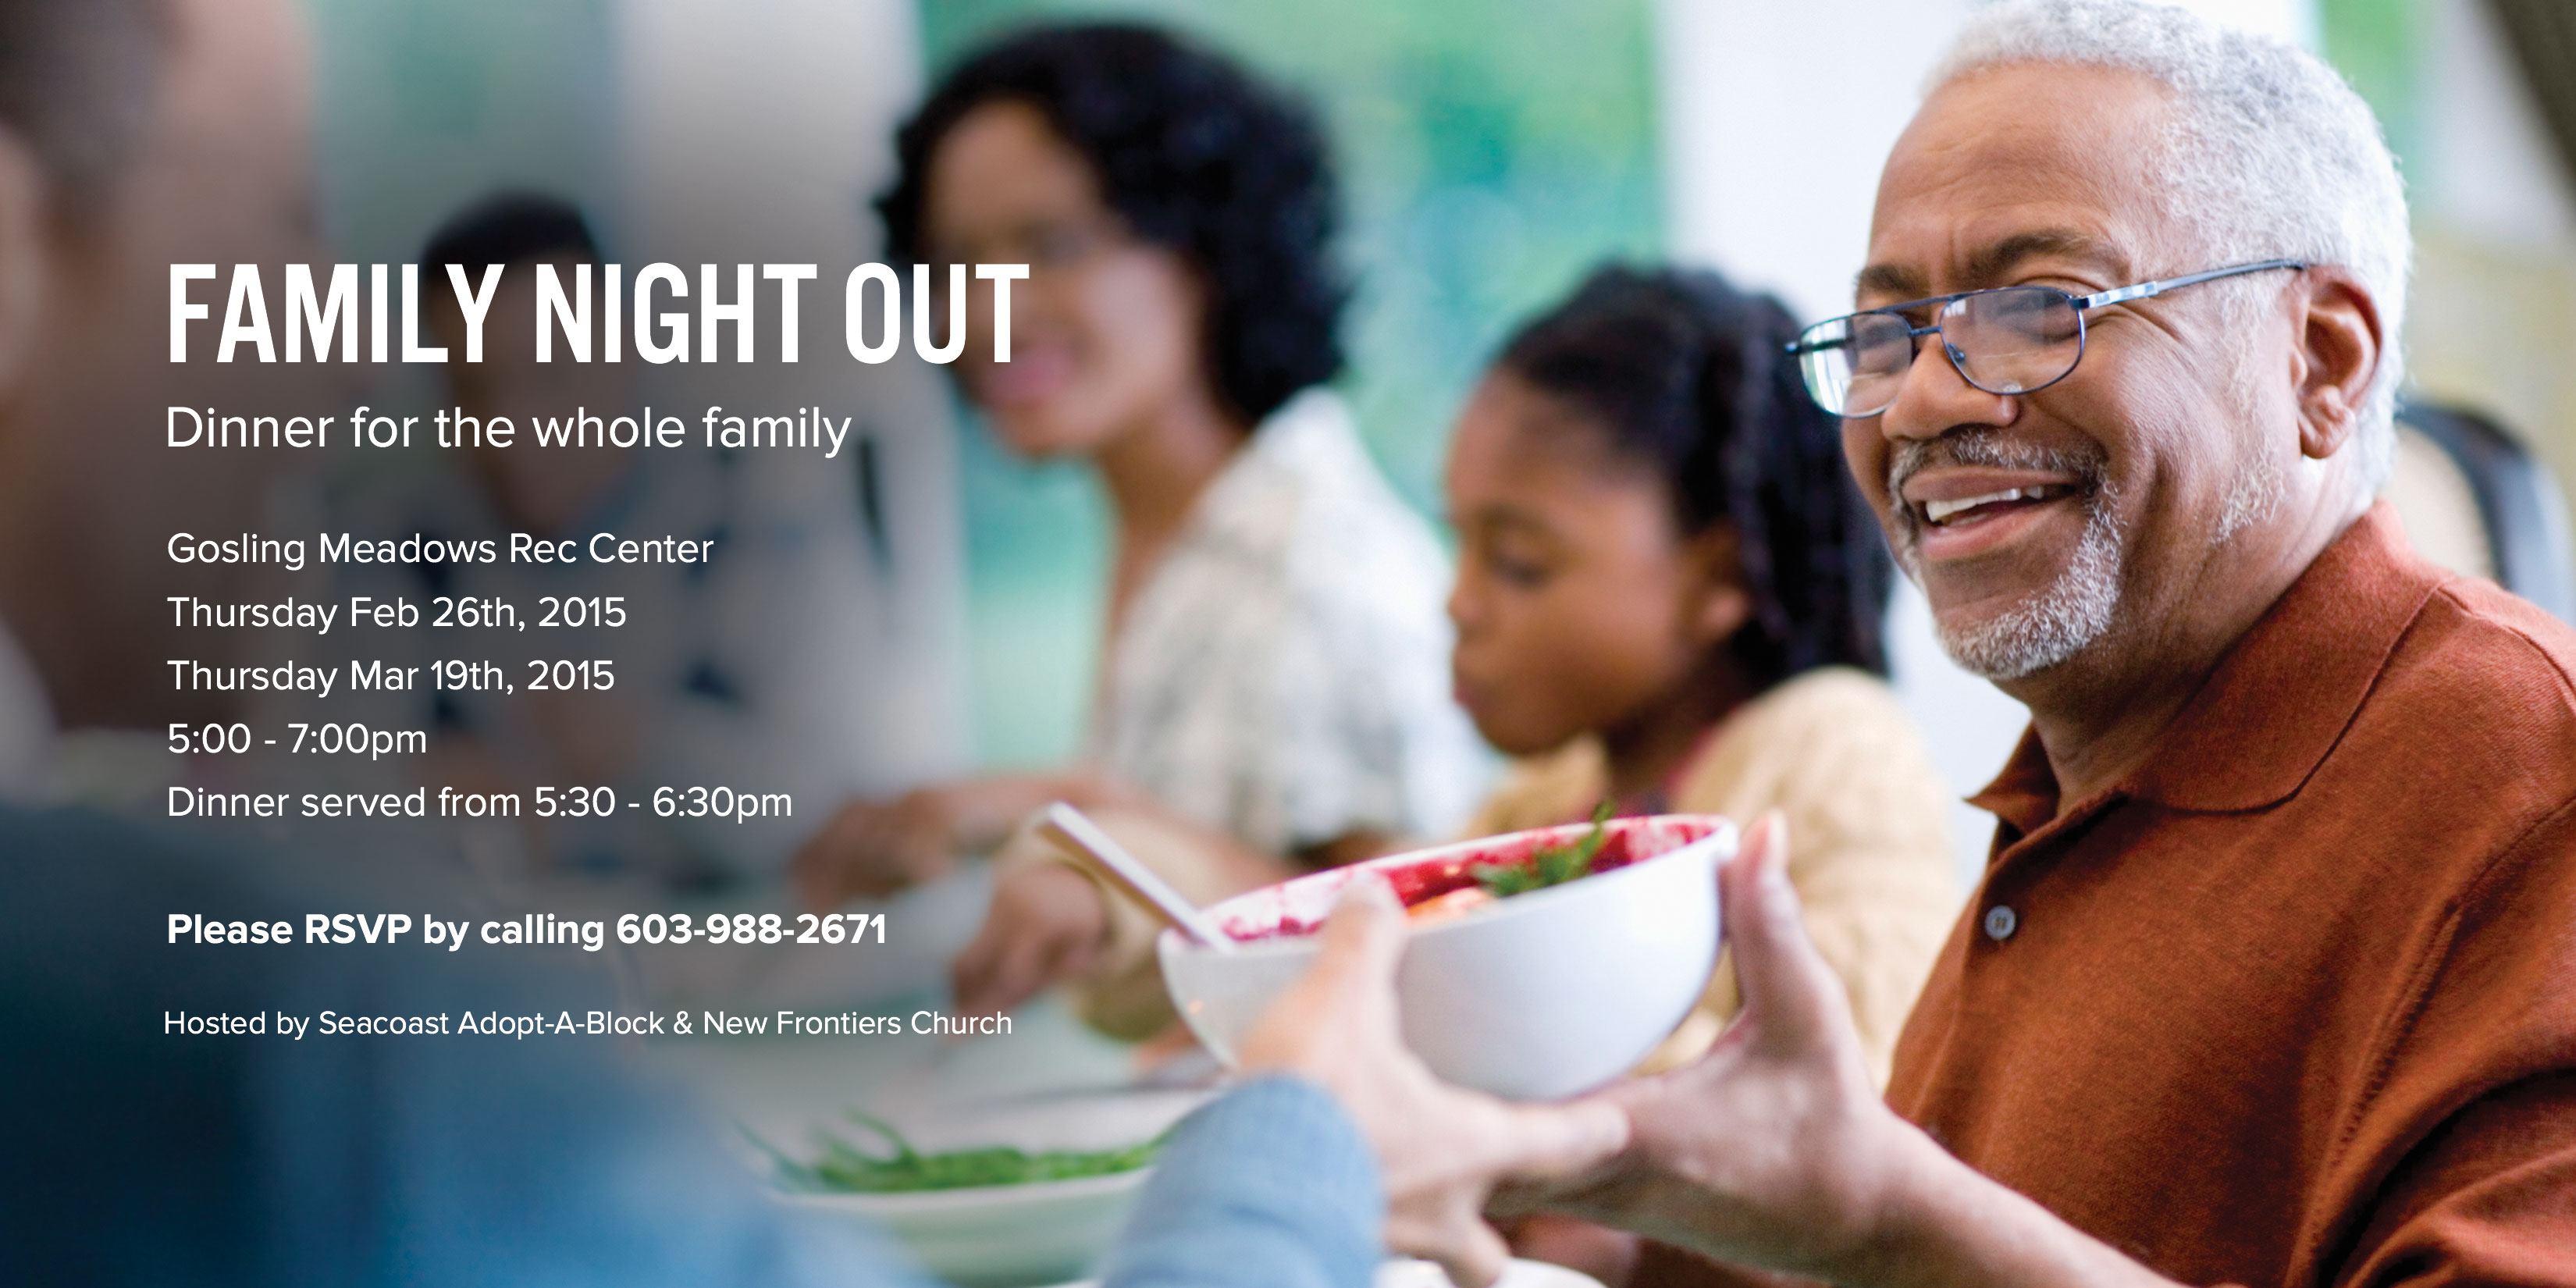 FAMILY NIGHT OUT
Dinner for the whole family
Gosling Meadows Rec Center
Thursday Feb 26th, 2015
Thursday Mar 19th, 2015
5:00 - 7:00pm
Dinner served from 5:30 - 6:30pm
Please RSVP by calling 603-988-2671
Hosted by Seacoast Adopt-A-Block & New Frontiers Church